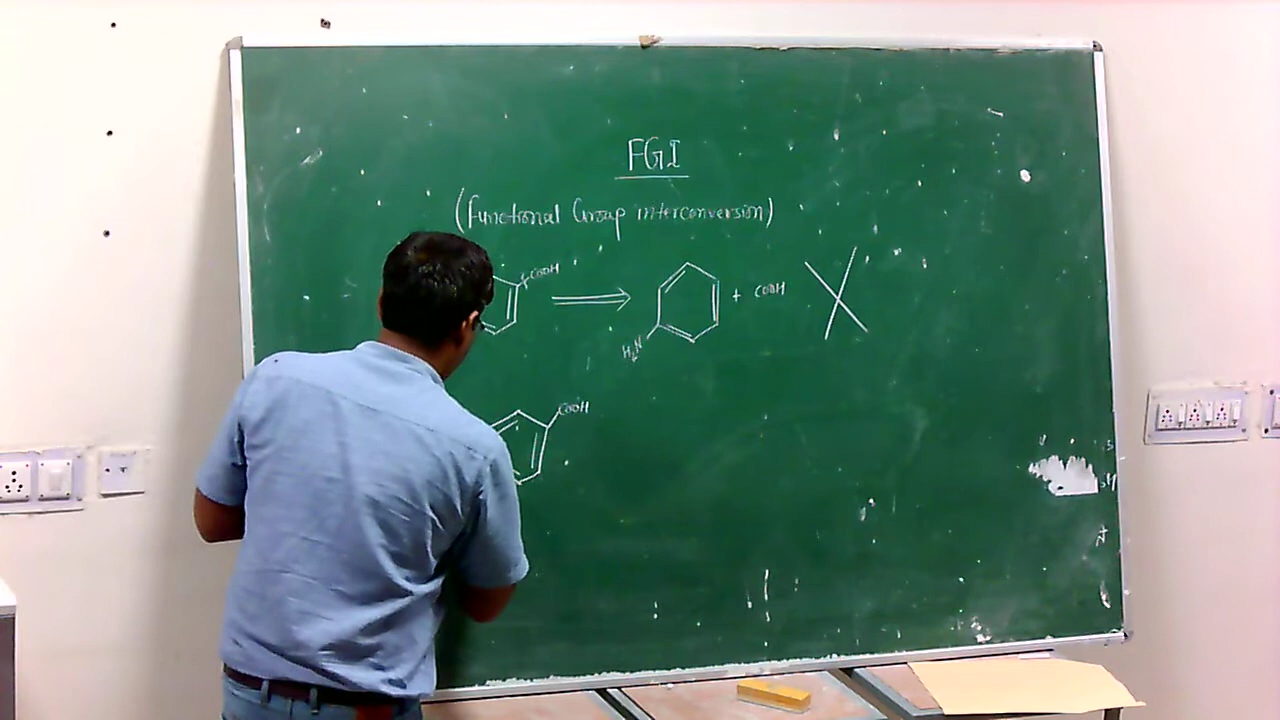 FGI
(Functional Group interconversion)
COOH + COOH X
H2N
COOH